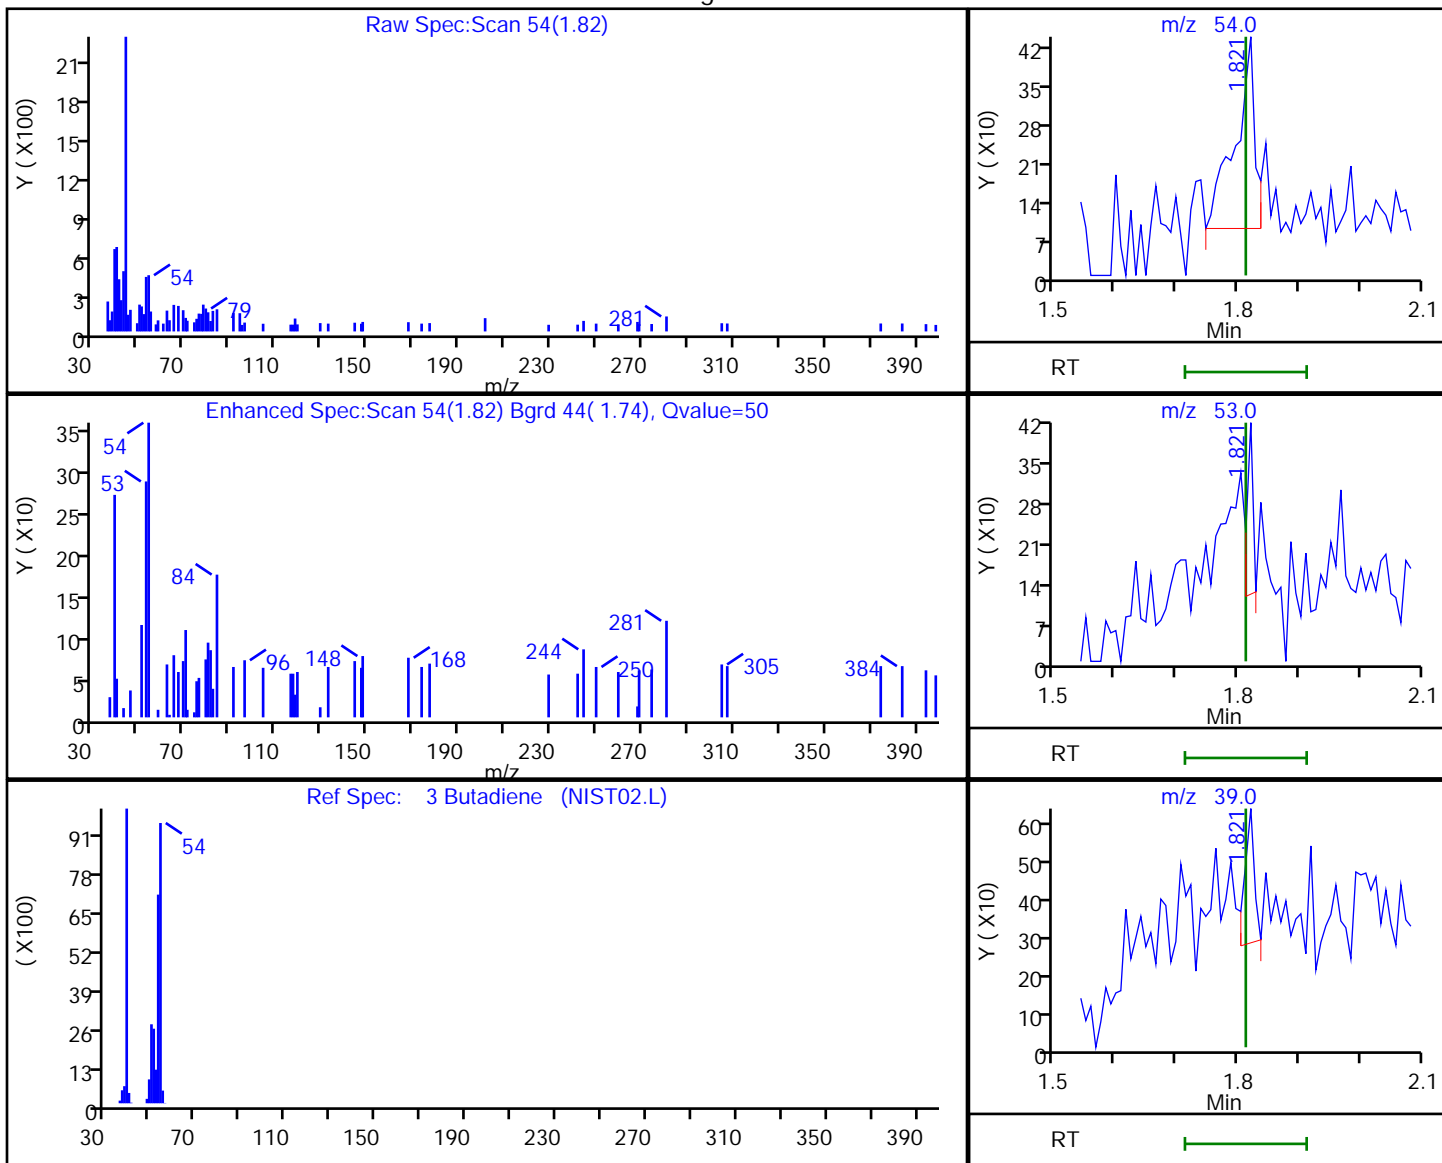 Raw Spec:Scan 54(1.82)
Y ( X100)
21
18
15
12
9
6
3
0
54
79
281
30 70 110 150 190 230 270 310 350 390
m/z
m/z 54.0
Y ( X10)
42
35
28
21
14
7
0
1.821
1.5 1.8 2.1
Min
RT
Enhanced Spec:Scan 54(1.82) Bgrd 44( 1.74), Qvalue=50
Y ( X10)
35
30
25
20
15
10
5
0
54
53
84
96
148
168
244
250
281
305
384
30 70 110 150 190 230 270 310 350 390
m/z
m/z 53.0
Y ( X10)
42
35
28
21
14
7
0
1.821
1.5 1.8 2.1
Min
RT
Ref Spec: 3 Butadiene (NIST02.L)
( X100)
91
78
65
52
39
26
13
0
54
30 70 110 150 190 230 270 310 350 390
m/z 39.0
Y ( X10)
60
50
40
30
20
10
0
1.821
1.5 1.8 2.1
Min
RT